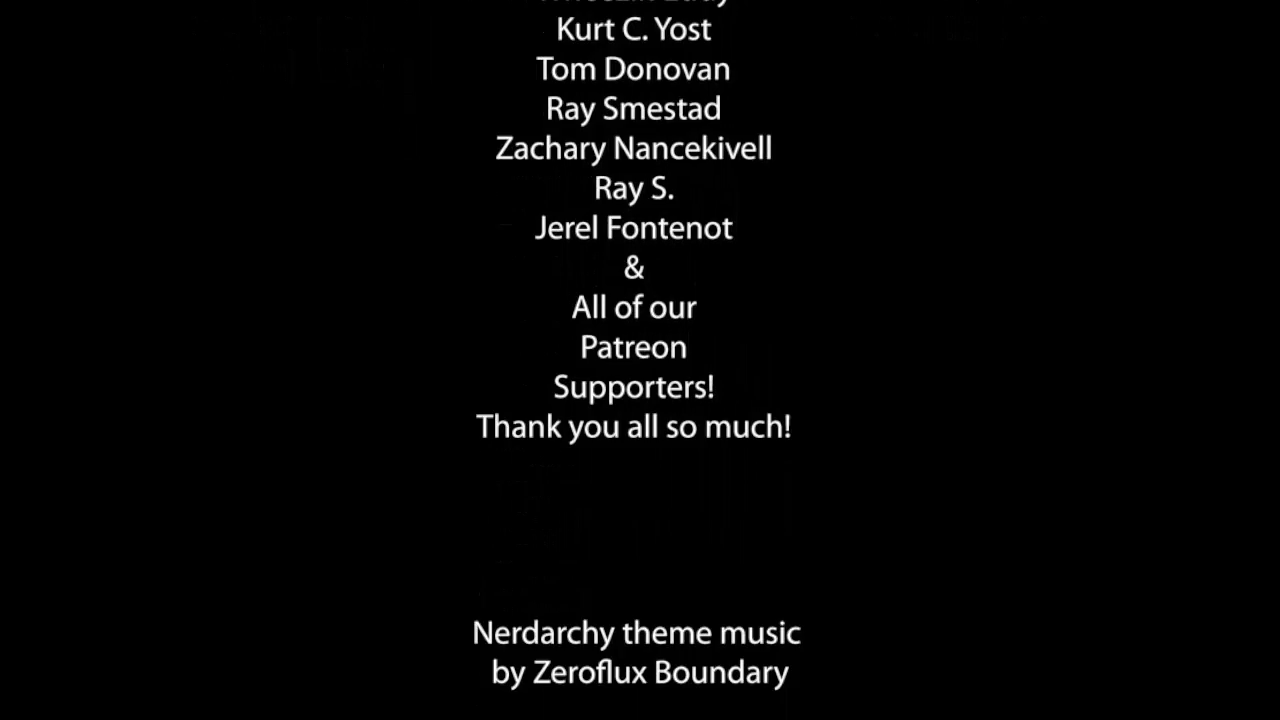 Kurt C. Yost
Tom Donovan
Ray Smestad
Zachary Nancekivell
Ray S.
Jerel Fontenot
&
All of our
Patreon
Supporters!
Thank you all so much!
Nerdarchy theme music
by Zeroflux Boundary